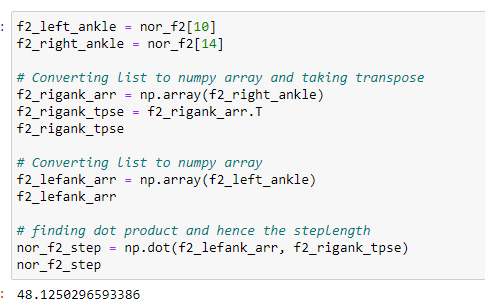 : f2_left_ankle = nor_f2[10]
f2_right_ankle = nor_f2[14]
# Converting list to numpy array and taking transpose
f2_rigank_arr = np.array(f2_right_ankle)
f2_rigank_tpse = f2_rigank_arr.T
f2_rigank_tpse
# Converting list to numpy array
f2_lefank_arr = np.array(f2_left_ankle)
f2_lefank_arr
# finding dot product and hence the steplength
nor_f2_step = np.dot(f2_lefank_arr, f2_rigank_tpse)
nor_f2_step
: 48.1250296593386